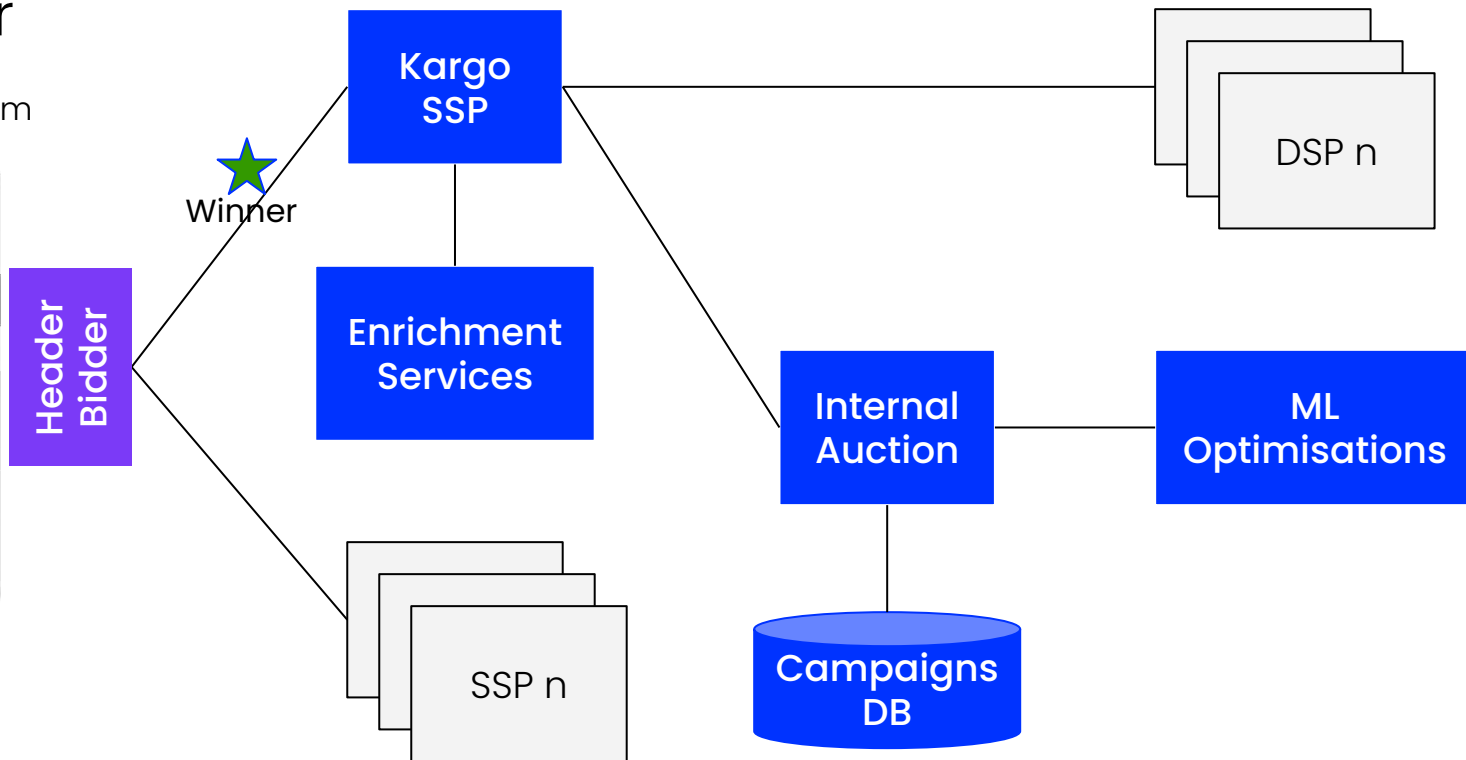 r
m
Kargo
SSP
DSP n
Winner
Header
Bidder
Enrichment
Services
Internal
Auction
ML
Optimisations
SSP n
Campaigns
DB